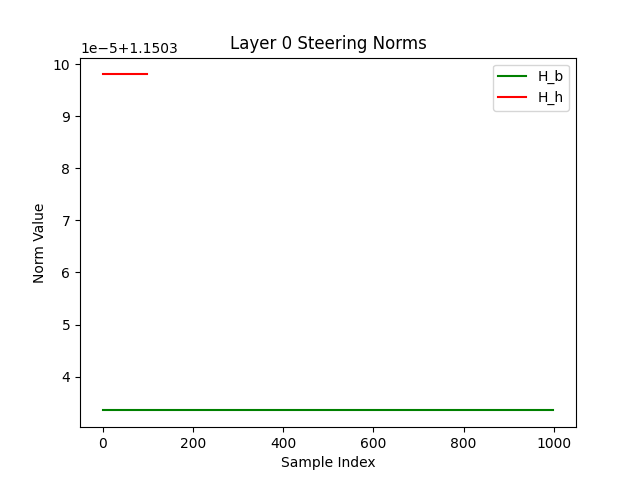 Layer 0 Steering Norms
1e−5+1.1503
10
9
8
7
6
5
4
Norm Value
H_b
H_h
0
200
400
600
800
1000
Sample Index